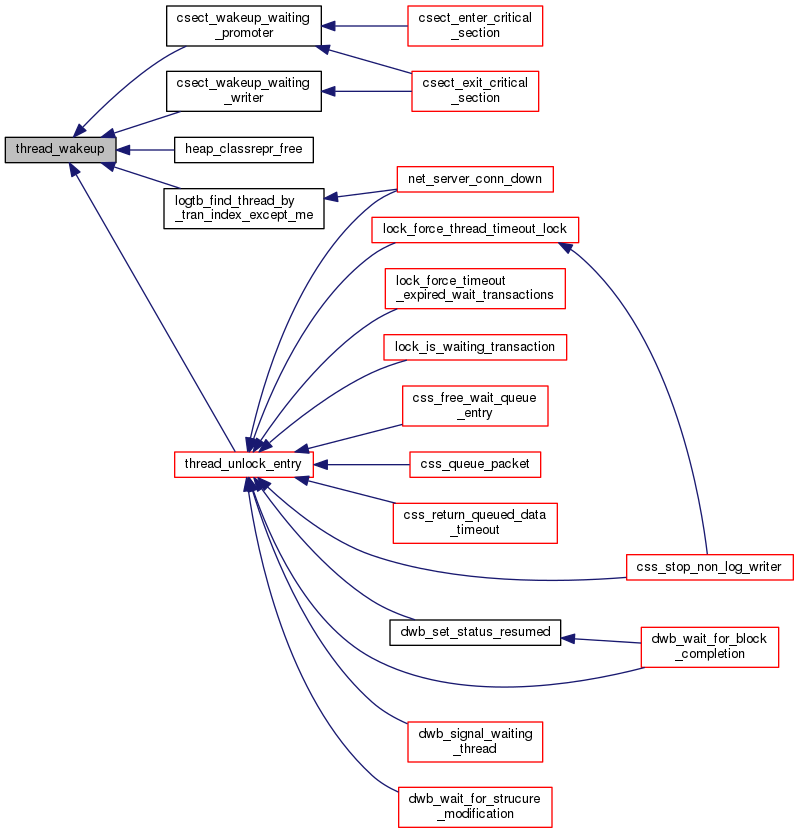 csect_wakeup_waiting
_promoter
csect_enter_critical
_section
csect_wakeup_waiting
_writer
csect_exit_critical
_section
thread_wakeup
heap_classrepr_free
logtb_find_thread_by
_tran_index_except_me
net_server_conn_down
lock_force_thread_timeout_lock
lock_force_timeout
_expired_wait_transactions
lock_is_waiting_transaction
css_free_wait_queue
_entry
thread_unlock_entry
css_queue_packet
css_return_queued_data
_timeout
css_stop_non_log_writer
dwb_set_status_resumed
dwb_wait_for_block
_completion
dwb_signal_waiting
_thread
dwb_wait_for_strucure
_modification